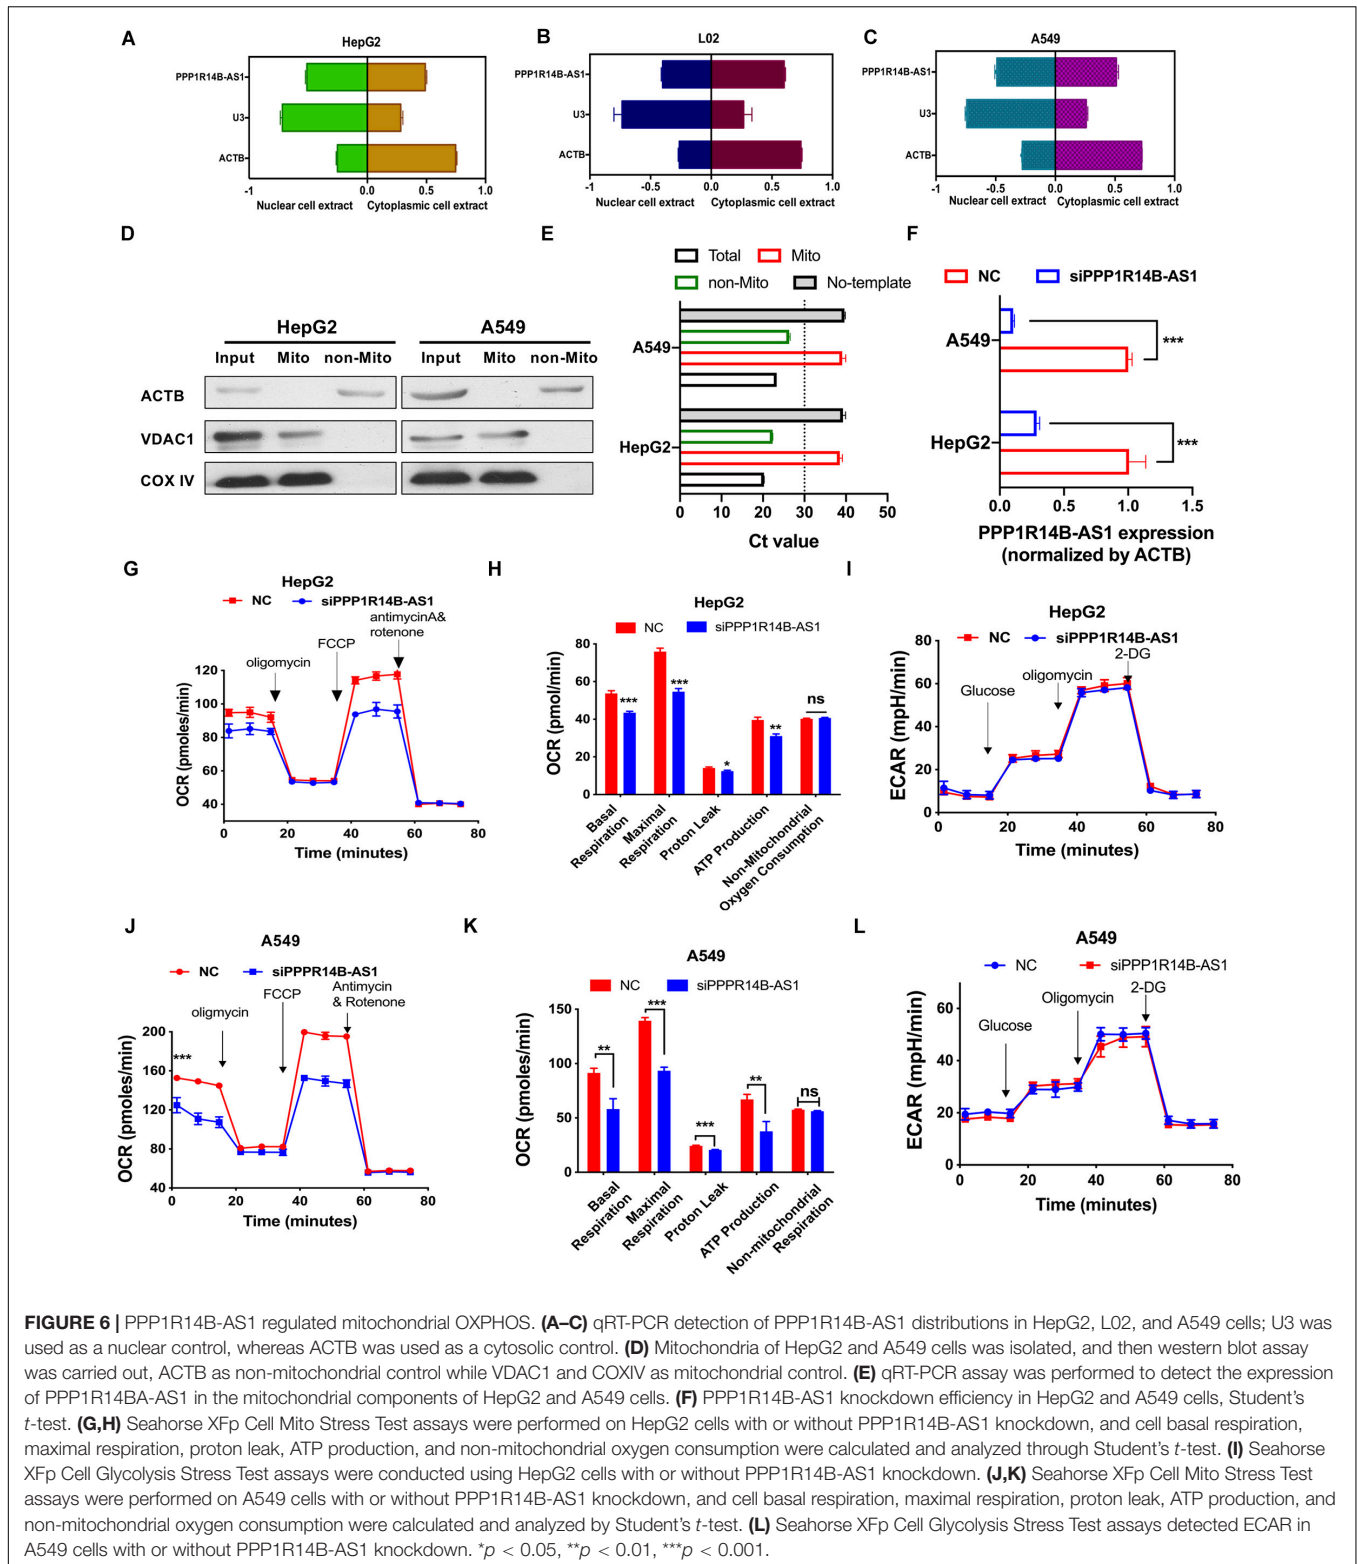 A
HepG2
PPP1R14B-AS1
U3
ACTB
-1 -0.5 0.0 0.5 1.0
Nuclear cell extract Cytoplasmic cell extract
B
L02
PPP1R14B-AS1
U3
ACTB
-1 -0.5 0.0 0.5 1.0
Nuclear cell extract Cytoplasmic cell extract
C
A549
PPP1R14B-AS1
U3
ACTB
-1 -0.5 0.0 0.5 1.0
Nuclear cell extract Cytoplasmic cell extract
D
HepG2 A549
Input Mito non-Mito Input Mito non-Mito
ACTB
VDAC1
COX IV
E
Total Mito
non-Mito No-template
A549
HepG2
0 10 20 30 40 50
Ct value
F
NC siPPP1R14B-AS1
A549
***
HepG2
***
0.0 0.5 1.0 1.5
PPP1R14B-AS1 expression
(normalized by ACTB)
G
HepG2
NC siPPP1R14B-AS1
oligomycin
FCCP
antimycinA&
rotenone
OCR (pmoles/min)
120
100
80
60
40
0 20 40 60 80
Time (minutes)
H
HepG2
NC siPPP1R14B-AS1
OCR (pmol/min)
80
60
40
20
0
***
***
*
**
ns
Basal
Respiration
Maximal
Respiration
Proton Leak
ATP Production
Non-Mitochondrial
Oxygen Consumption
I
HepG2
NC siPPP1R14B-AS1
Glucose
oligomycin
2-DG
ECAR (mpH/min)
80
60
40
20
0
0 20 40 60 80
Time (minutes)
J
A549
NC siPPPR14B-AS1
oligmycin
FCCP
Antimycin
& Rotenone
***
OCR (pmoles/min)
200
160
120
80
40
0 20 40 60 80
Time (minutes)
K
A549
NC siPPPR14B-AS1
OCR (pmoles/min)
150
100
50
0
**
***
***
**
ns
Basal
Respiration
Maximal
Respiration
Proton Leak
ATP Production
Non-mitochondrial
Respiration
L
A549
NC siPPP1R14B-AS1
Glucose
Oligomycin
2-DG
ECAR (mpH/min)
60
40
20
0
0 20 40 60 80
Time (minutes)
FIGURE 6 | PPP1R14B-AS1 regulated mitochondrial OXPHOS. (A–C) qRT-PCR detection of PPP1R14B-AS1 distributions in HepG2, L02, and A549 cells; U3 was
used as a nuclear control, whereas ACTB was used as a cytosolic control. (D) Mitochondria of HepG2 and A549 cells was isolated, and then western blot assay
was carried out, ACTB as non-mitochondrial control while VDAC1 and COXIV as mitochondrial control. (E) qRT-PCR assay was performed to detect the expression
of PPP1R14BA-AS1 in the mitochondrial components of HepG2 and A549 cells. (F) PPP1R14B-AS1 knockdown efficiency in HepG2 and A549 cells, Student's
t-test. (G,H) Seahorse XFp Cell Mito Stress Test assays were performed on HepG2 cells with or without PPP1R14B-AS1 knockdown, and cell basal respiration,
maximal respiration, proton leak, ATP production, and non-mitochondrial oxygen consumption were calculated and analyzed through Student's t-test. (I) Seahorse
XFp Cell Glycolysis Stress Test assays were conducted using HepG2 cells with or without PPP1R14B-AS1 knockdown. (J,K) Seahorse XFp Cell Mito Stress Test
assays were performed on A549 cells with or without PPP1R14B-AS1 knockdown, and cell basal respiration, maximal respiration, proton leak, ATP production, and
non-mitochondrial oxygen consumption were calculated and analyzed by Student's t-test. (L) Seahorse XFp Cell Glycolysis Stress Test assays detected ECAR in
A549 cells with or without PPP1R14B-AS1 knockdown. *p < 0.05, **p < 0.01, ***p < 0.001.